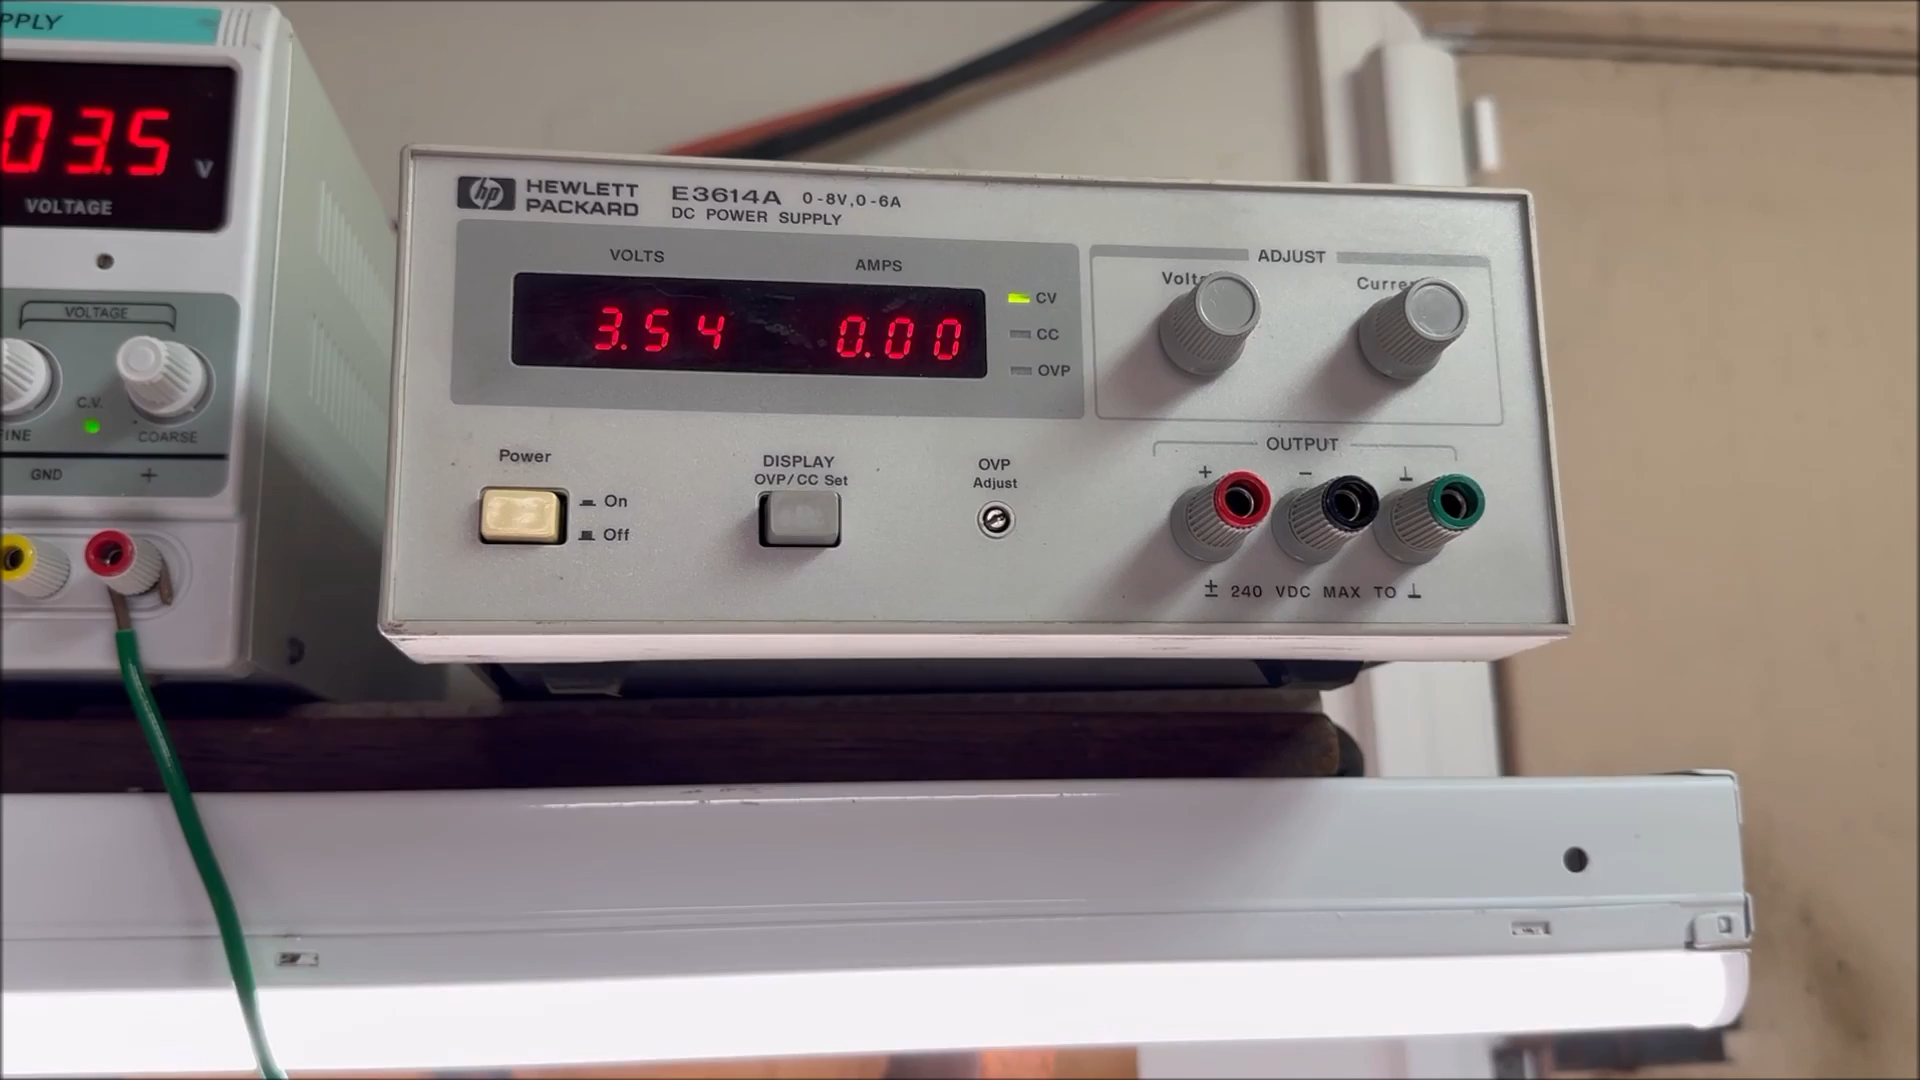 PPLY
03.5 V
VOLTAGE
VOLTAGE
C.V.
FINE COARSE
GND +
hp HEWLETT PACKARD
E3614A 0-8V,0-6A
DC POWER SUPPLY
VOLTS AMPS
3.54 0.00
CV
CC
OVP
ADJUST
Volt Curre
Power
On
Off
DISPLAY
OVP/CC Set
OVP
Adjust
OUTPUT
+ − ⊥
± 240 VDC MAX TO ⊥